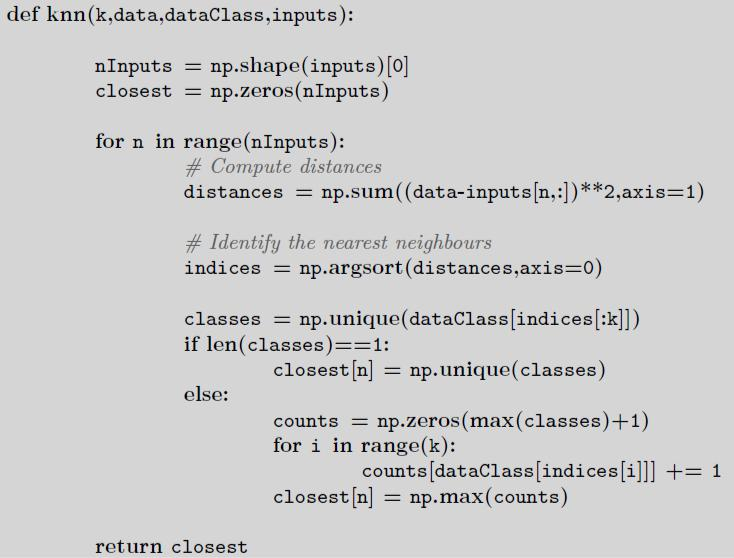 def knn(k,data,dataClass,inputs):
nInputs = np.shape(inputs)[0]
closest = np.zeros(nInputs)
for n in range(nInputs):
# Compute distances
distances = np.sum((data-inputs[n,:])**2,axis=1)
# Identify the nearest neighbours
indices = np.argsort(distances,axis=0)
classes = np.unique(dataClass[indices[:k]])
if len(classes)==1:
closest[n] = np.unique(classes)
else:
counts = np.zeros(max(classes)+1)
for i in range(k):
counts[dataClass[indices[i]]] += 1
closest[n] = np.max(counts)
return closest